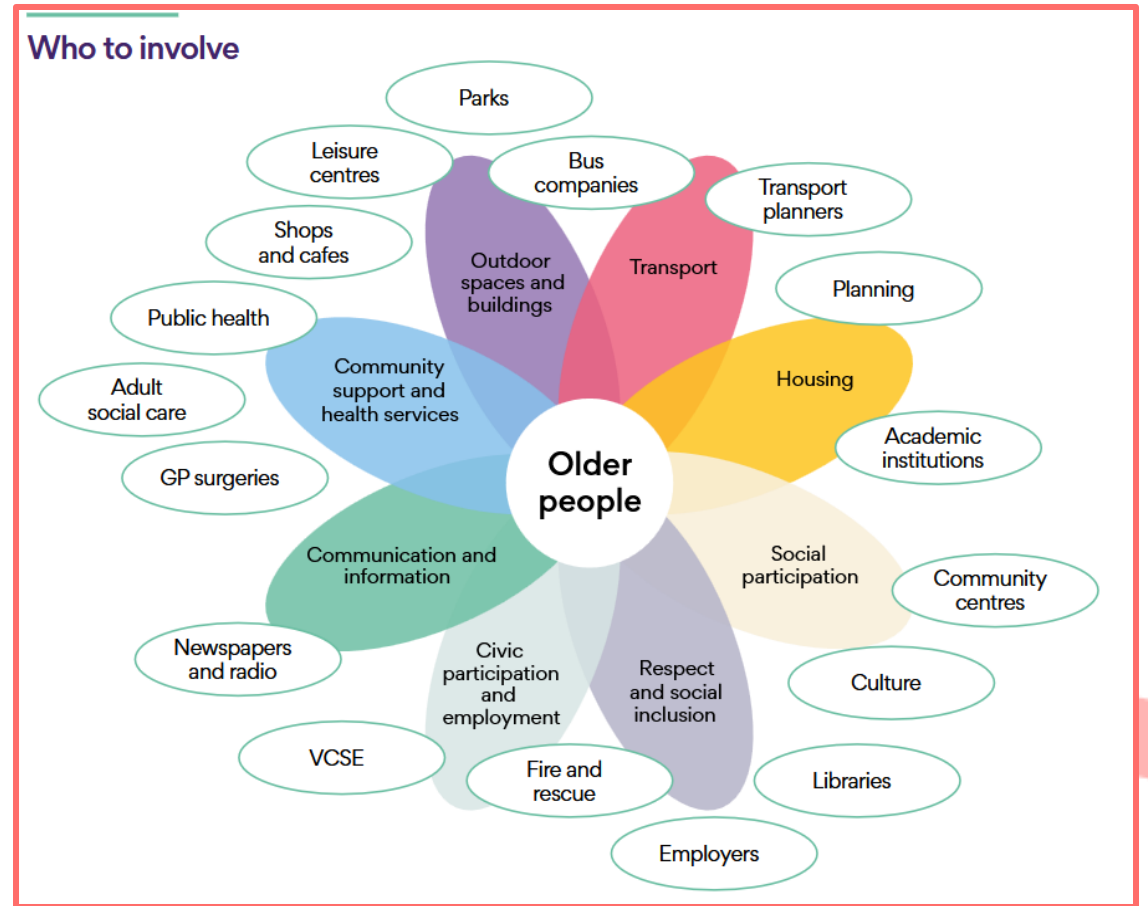 Who to involve
Parks
Leisure
centres
Bus
companies
Transport
planners
Shops
and cafes
Outdoor
spaces and
buildings
Transport
Planning
Public health
Community
support and
health services
Housing
Adult
social care
Academic
institutions
GP surgeries
Older
people
Communication and
information
Social
participation
Community
centres
Newspapers
and radio
Civic
participation
and
employment
Respect
and social
inclusion
Culture
VCSE
Fire and
rescue
Libraries
Employers